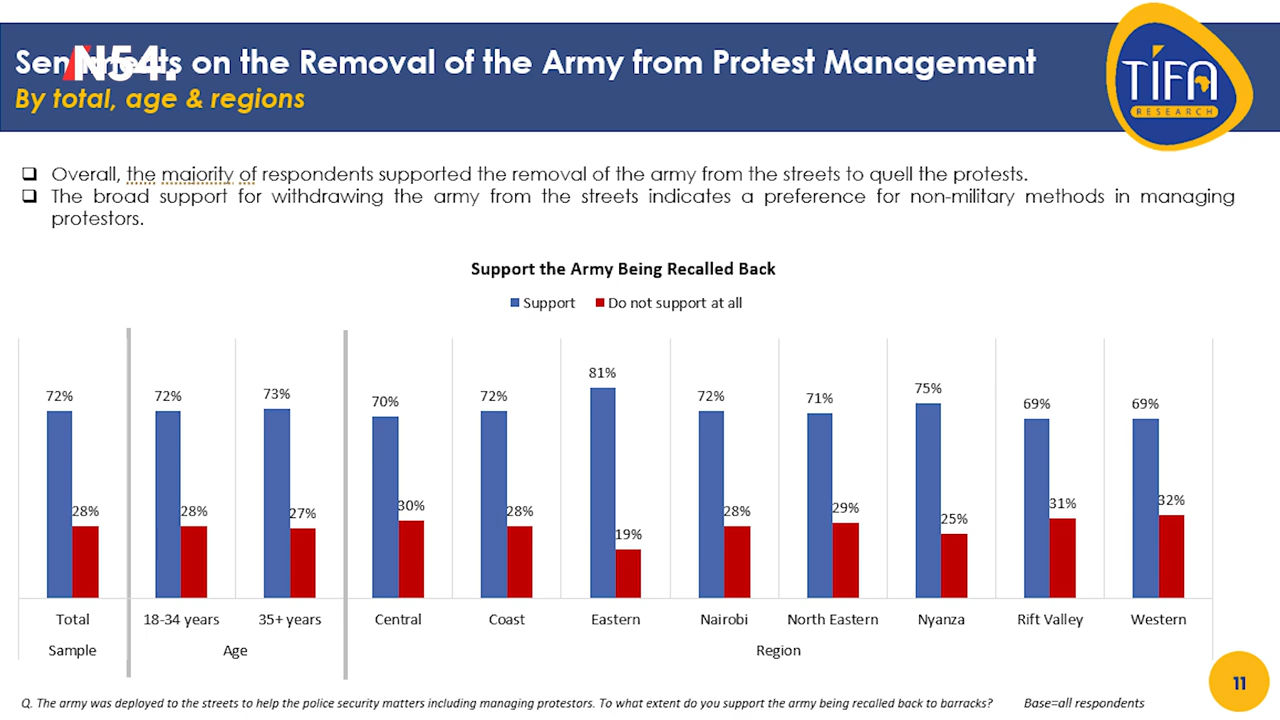 Sen ts on the Removal of the Army from Protest Management
N54.
By total, age & regions
TIFA
RESEARCH
❑ Overall, the majority of respondents supported the removal of the army from the streets to quell the protests.
❑ The broad support for withdrawing the army from the streets indicates a preference for non-military methods in managing
protestors.
Support the Army Being Recalled Back
Support Do not support at all
72% 28% 72% 28% 73% 27% 70% 30% 72% 28% 81% 19% 72% 28% 71% 29% 75% 25% 69% 31% 69% 32%
Total 18-34 years 35+ years Central Coast Eastern Nairobi North Eastern Nyanza Rift Valley Western
Sample Age Region
11
Q. The army was deployed to the streets to help the police security matters including managing protestors. To what extent do you support the army being recalled back to barracks? Base=all respondents